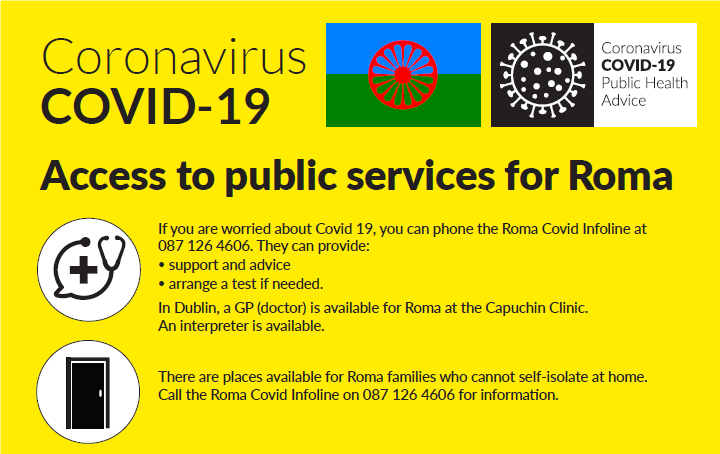 Coronavirus
COVID-19
Coronavirus
COVID-19
Public Health
Advice
Access to public services for Roma
If you are worried about Covid 19, you can phone the Roma Covid Infoline at
087 126 4606. They can provide:
• support and advice
• arrange a test if needed.
In Dublin, a GP (doctor) is available for Roma at the Capuchin Clinic.
An interpreter is available.
There are places available for Roma families who cannot self-isolate at home.
Call the Roma Covid Infoline on 087 126 4606 for information.